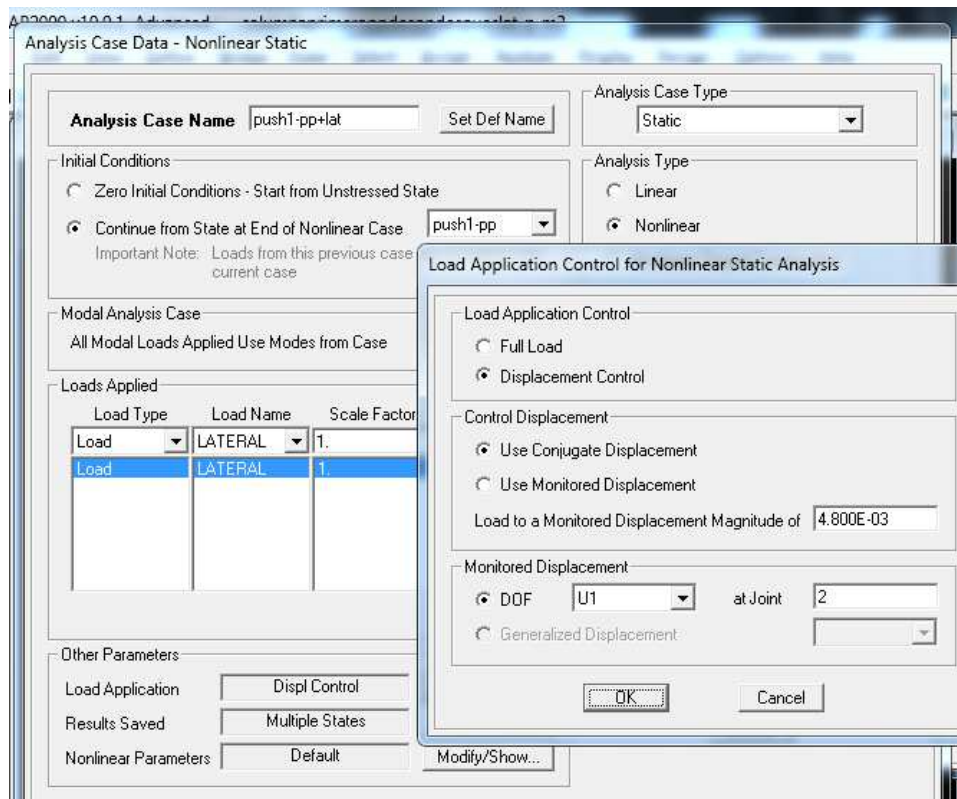 Analysis Case Data - Nonlinear Static
Analysis Case Name push1-pp+lat Set Def Name
Analysis Case Type
Static
Initial Conditions
Zero Initial Conditions - Start from Unstressed State
Continue from State at End of Nonlinear Case push1-pp
Important Note: Loads from this previous case
current case
Analysis Type
Linear
Nonlinear
Modal Analysis Case
All Modal Loads Applied Use Modes from Case
Loads Applied
Load Type Load Name Scale Factor
Load LATERAL 1.
Load LATERAL 1.
Other Parameters
Load Application Displ Control
Results Saved Multiple States
Nonlinear Parameters Default Modify/Show...
Load Application Control for Nonlinear Static Analysis
Load Application Control
Full Load
Displacement Control
Control Displacement
Use Conjugate Displacement
Use Monitored Displacement
Load to a Monitored Displacement Magnitude of 4.800E-03
Monitored Displacement
DOF U1 at Joint 2
Generalized Displacement
OK Cancel